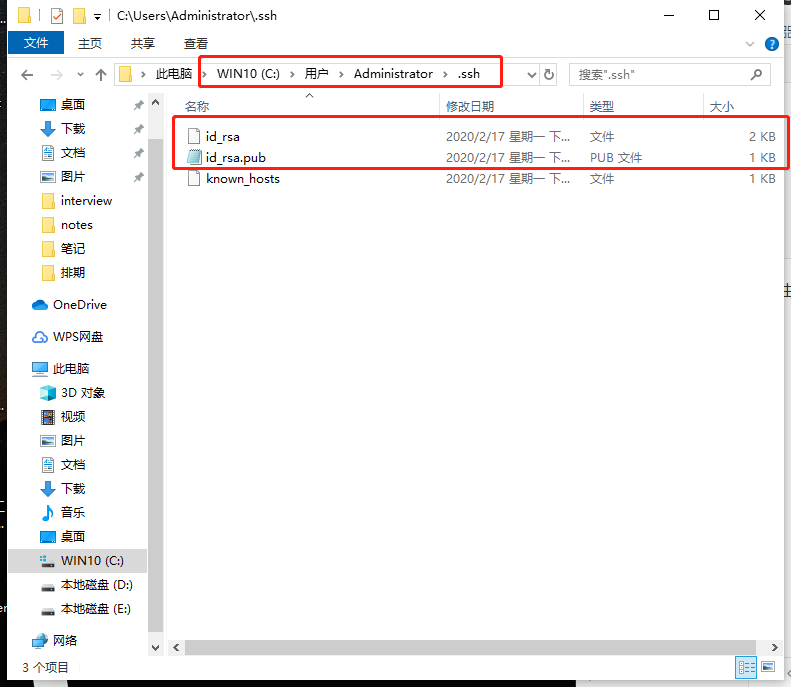 C:\Users\Administrator\.ssh
文件 主页 共享 查看
此电脑 WIN10 (C:) 用户 Administrator .ssh 搜索".ssh"
名称 修改日期 类型 大小
id_rsa 2020/2/17 星期一 下... 文件 2 KB
id_rsa.pub 2020/2/17 星期一 下... PUB 文件 1 KB
known_hosts 2020/2/17 星期一 下... 文件 1 KB
桌面
下载
文档
图片
interview
notes
笔记
排期
OneDrive
WPS网盘
此电脑
3D 对象
视频
图片
文档
下载
音乐
桌面
WIN10 (C:)
本地磁盘 (D:)
本地磁盘 (E:)
网络
3 个项目